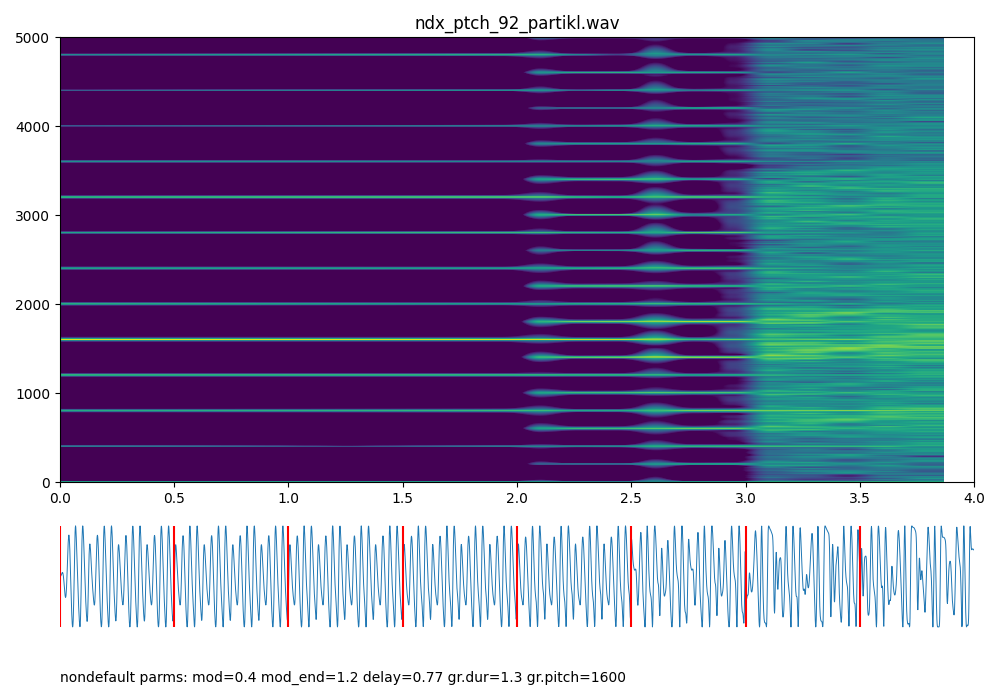 ndx_ptch_92_partikl.wav
5000
4000
3000
2000
1000
0
0.0 0.5 1.0 1.5 2.0 2.5 3.0 3.5 4.0
nondefault parms: mod=0.4 mod_end=1.2 delay=0.77 gr.dur=1.3 gr.pitch=1600